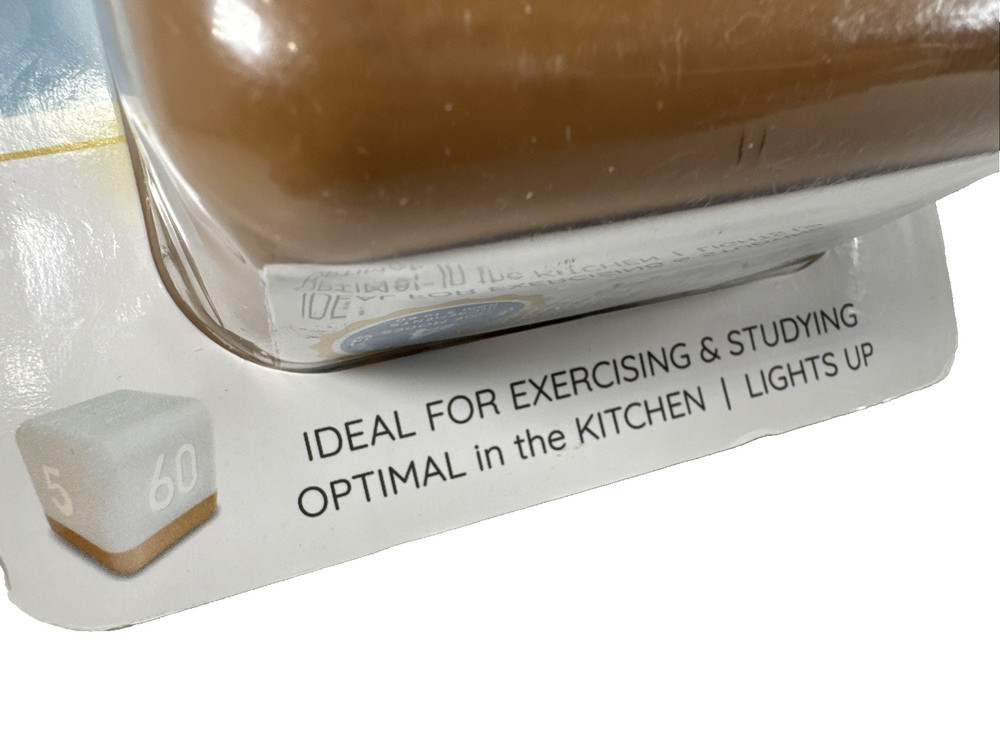 IDEAL FOR EXERCISING & STUDYING
OPTIMAL in the KITCHEN | LIGHTS UP
5 60